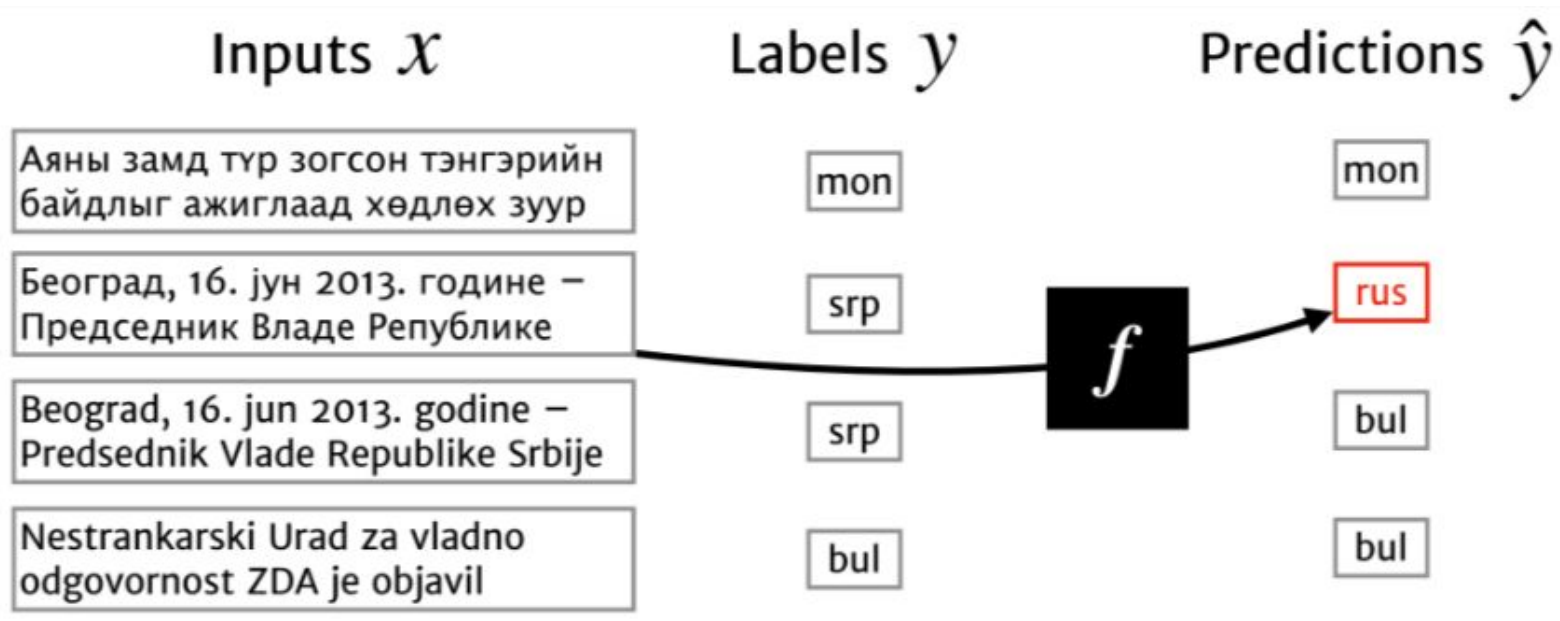 Inputs x Labels y Predictions ŷ
Аяны замд түр зогсон тэнгэрийн
байдлыг ажиглаад хөдлөх зуур
mon
mon
Београд, 16. јун 2013. године –
Председник Владе Републике
srp
rus
f
Beograd, 16. jun 2013. godine –
Predsednik Vlade Republike Srbije
srp
bul
Nestrankarski Urad za vladno
odgovornost ZDA je objavil
bul
bul